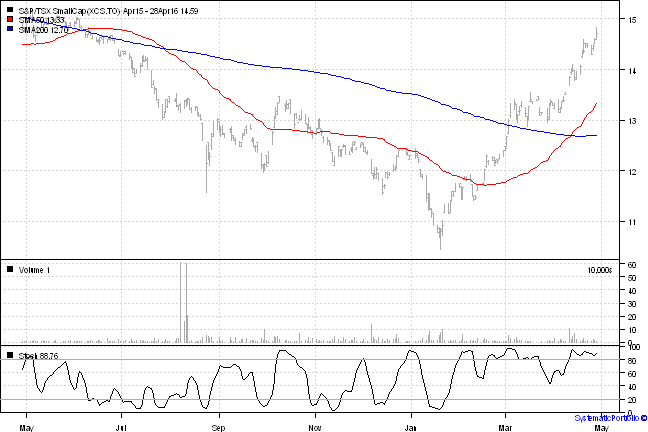 S&P/TSX SmallCap(XCS.TO) Apr15 - 28Apr16 14.59
SMA50 13.33
SMA200 12.70
15
14
13
12
11
Volume 1
10,000s
60
50
40
30
20
10
0
Stoch 88.76
100
80
60
40
20
0
May Jul Sep Nov Jan Mar May
SystematicPortfolio ©